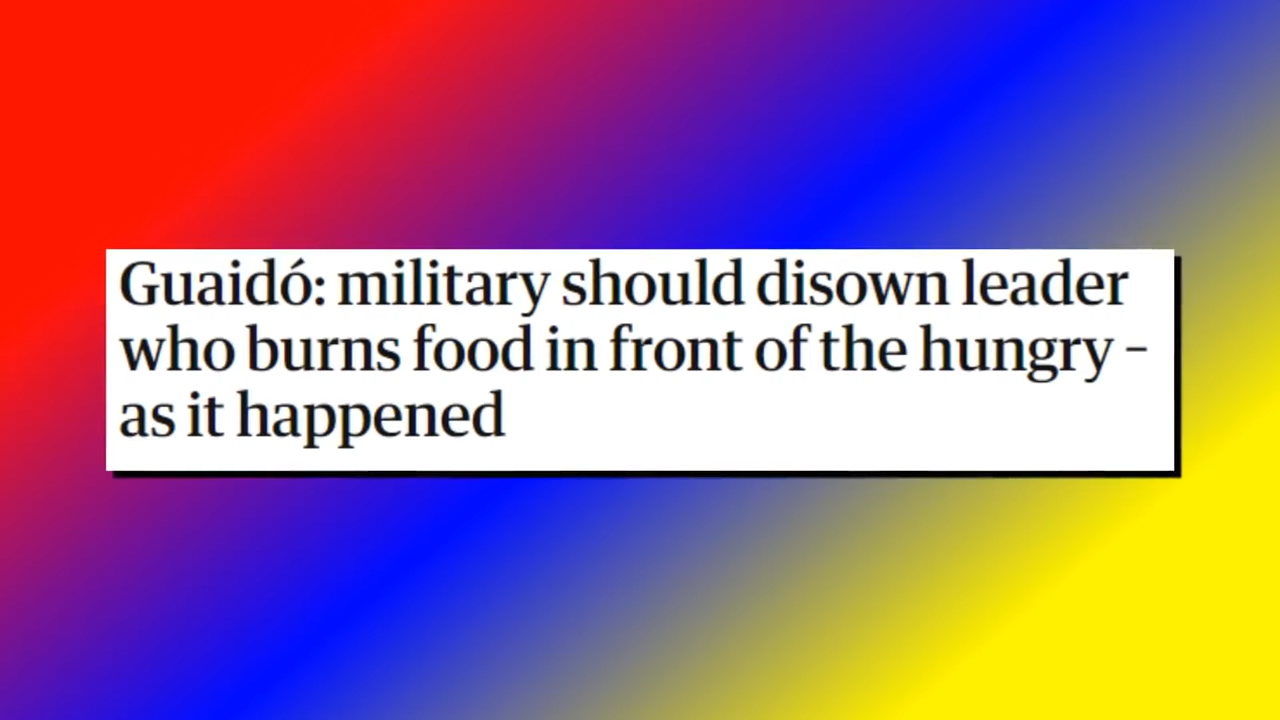 Guaidó: military should disown leader
who burns food in front of the hungry –
as it happened